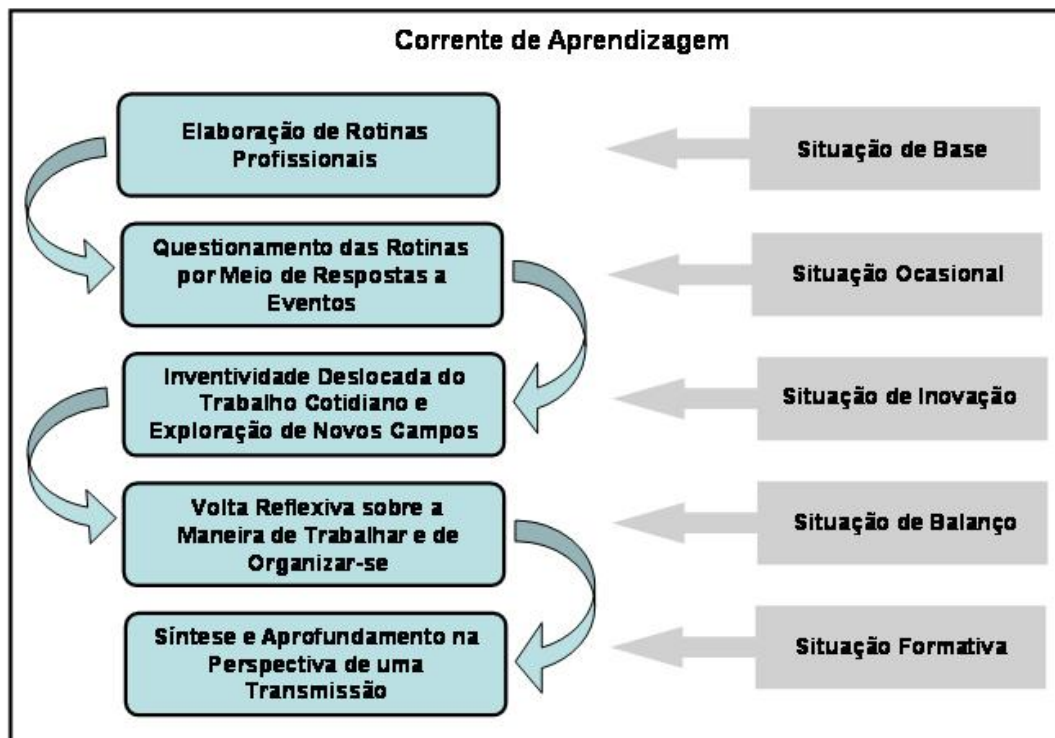 Corrente de Aprendizagem
Elaboração de Rotinas
Profissionais
Situação de Base
Questionamento das Rotinas
por Meio de Respostas a
Eventos
Situação Ocasional
Inventividade Deslocada do
Trabalho Cotidiano e
Exploração de Novos Campos
Situação de Inovação
Volta Reflexiva sobre a
Maneira de Trabalhar e de
Organizar-se
Situação de Balanço
Síntese e Aprofundamento na
Perspectiva de uma
Transmissão
Situação Formativa